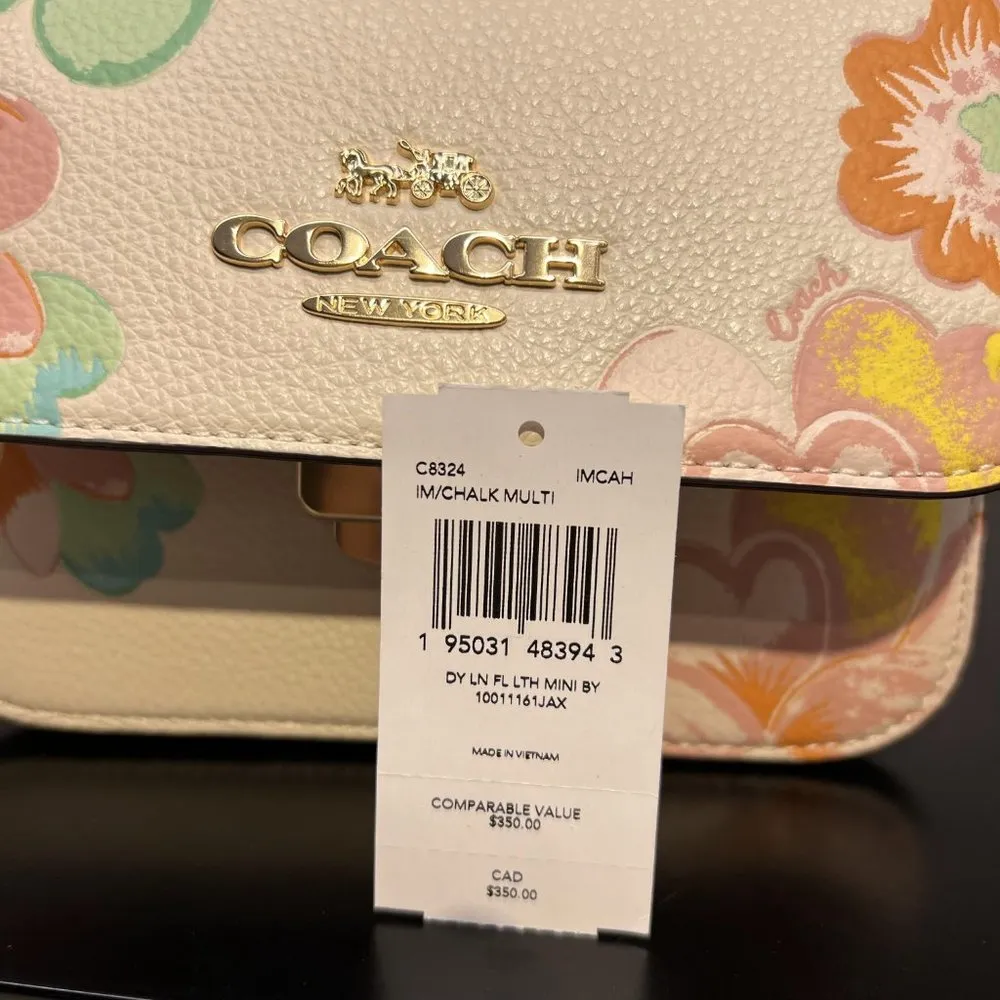 COACH
NEW YORK
Coach
C8324 IMCAH
IM/CHALK MULTI
1 95031 48394 3
DY LN FL LTH MINI BY
10011161JAX
MADE IN VIETNAM
COMPARABLE VALUE
$350.00
CAD
$350.00